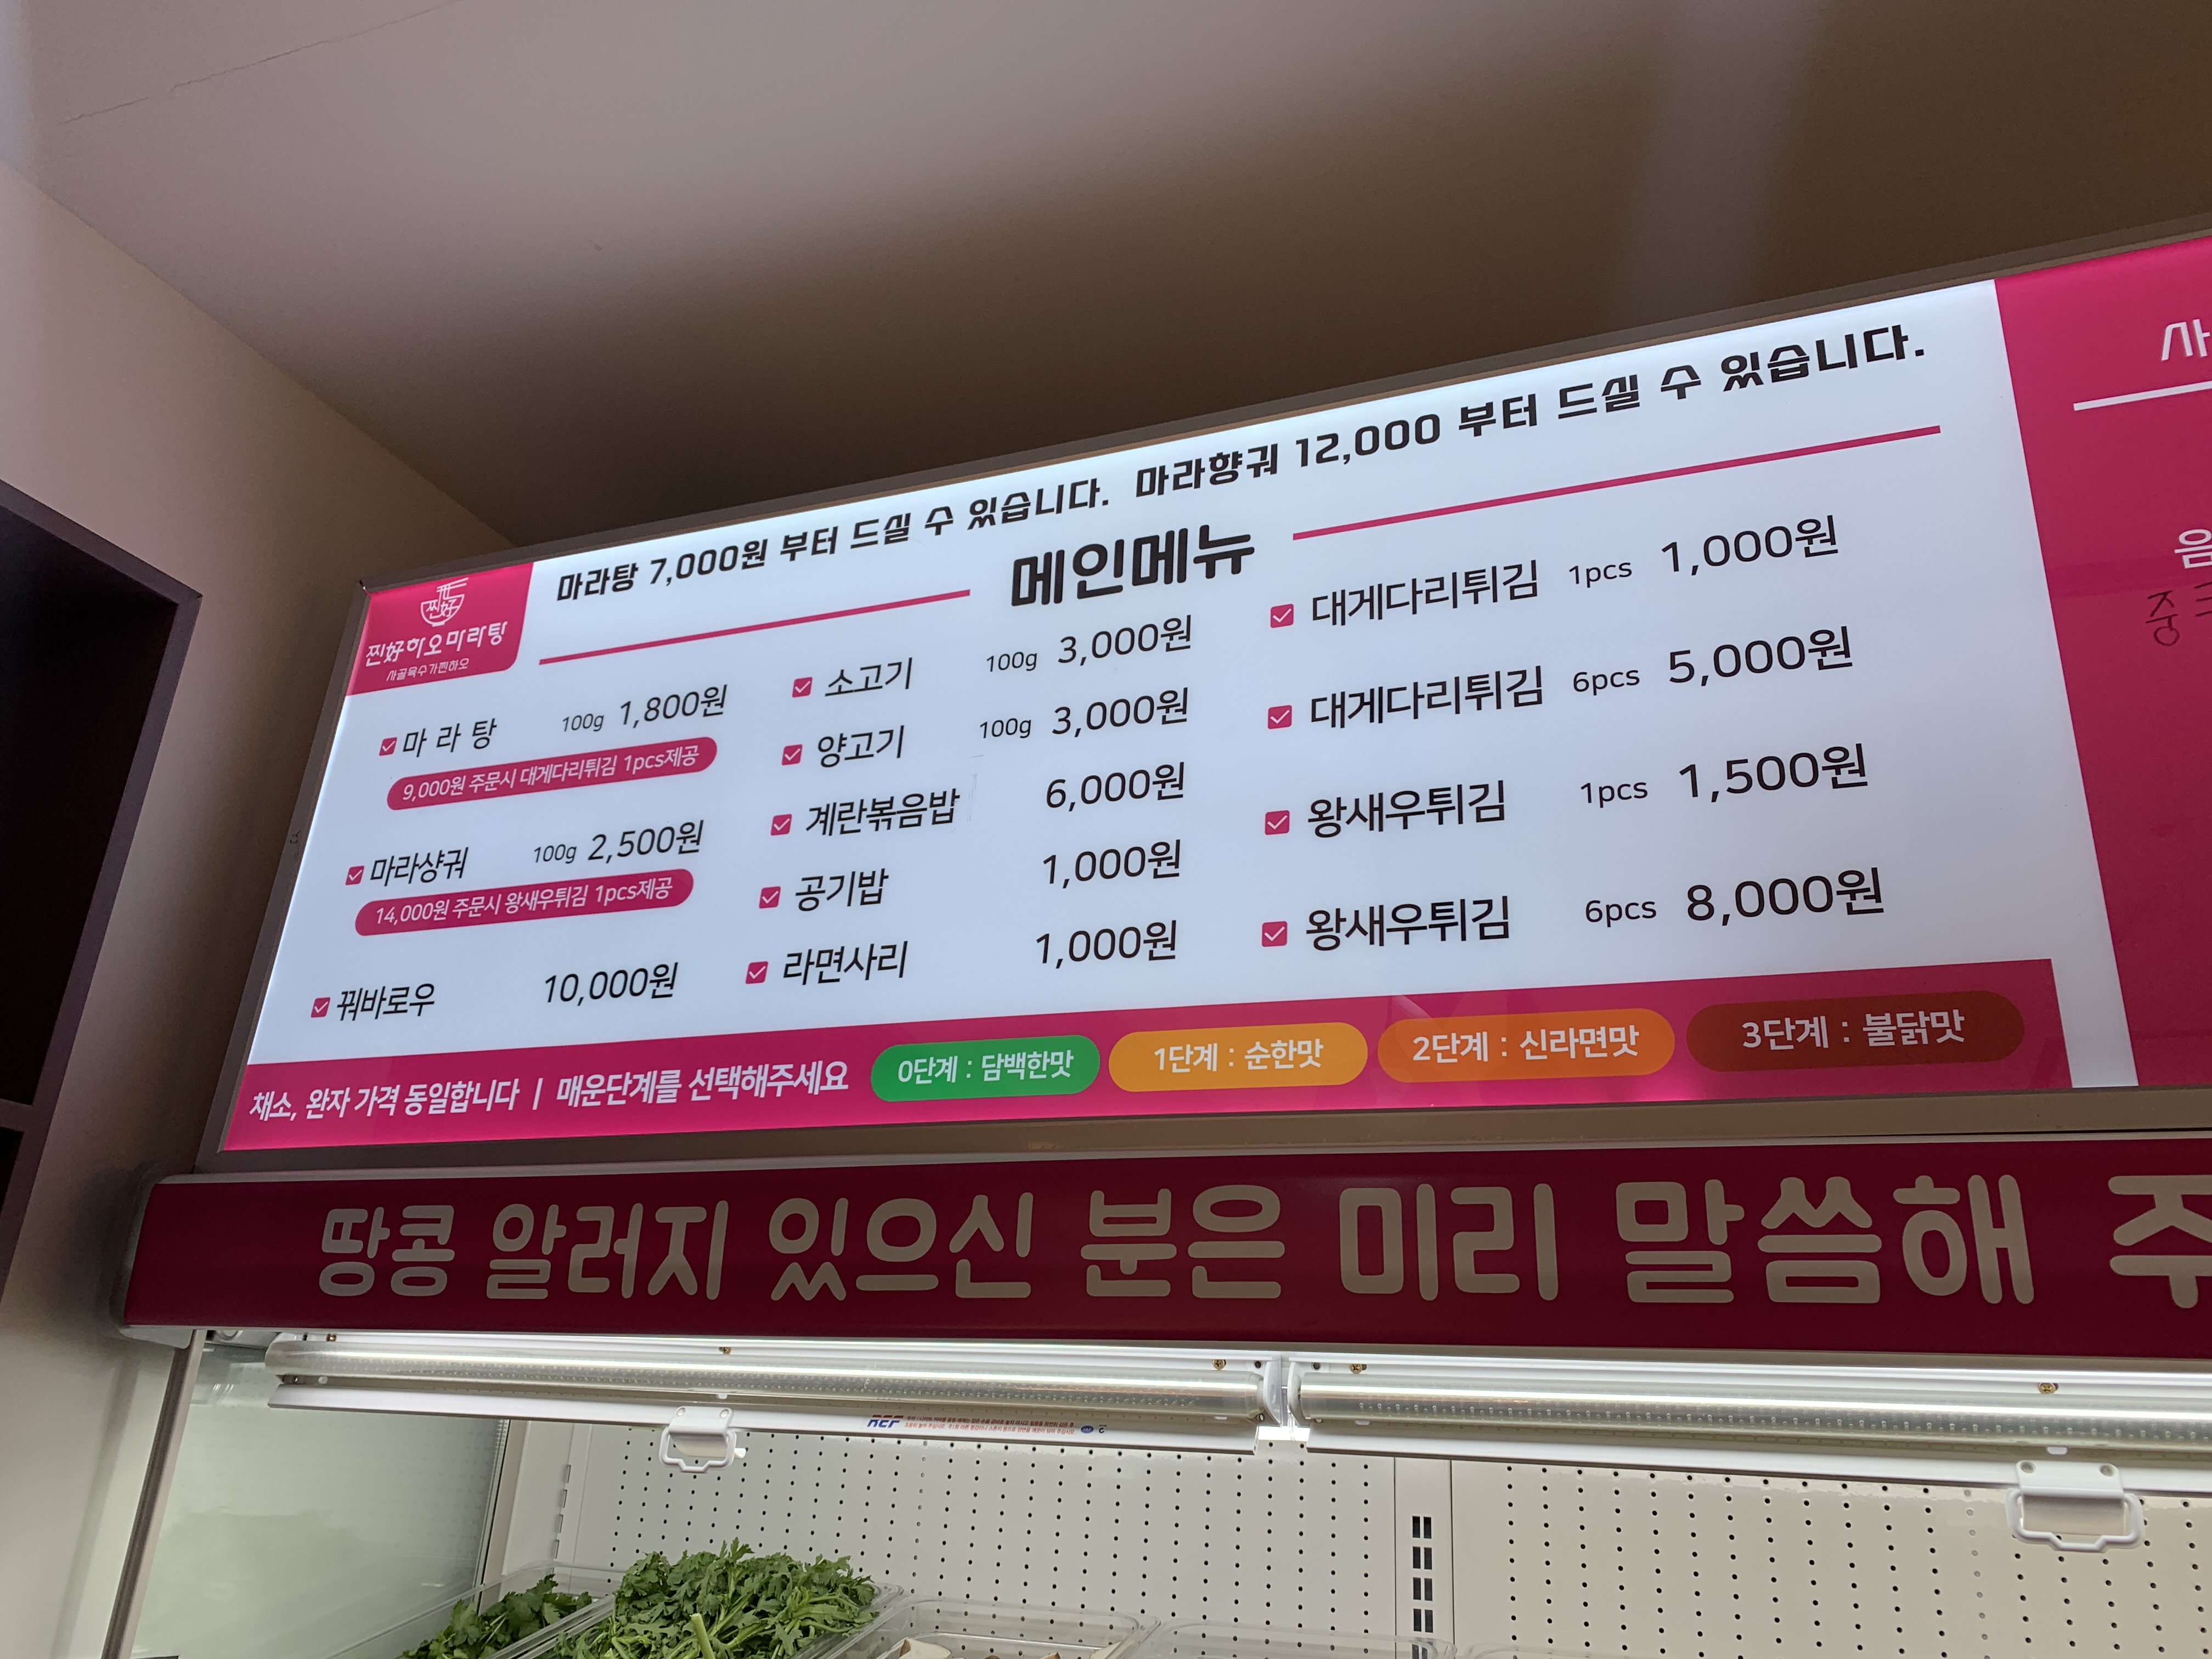 찐好
찐好하오마라탕
사골육수가찐하오
마라탕 7,000원 부터 드실 수 있습니다. 마라향궈 12,000 부터 드실 수 있습니다.
메인메뉴
마 라 탕 100g 1,800원
9,000원 주문시 대게다리튀김 1pcs제공
마라샹궈 100g 2,500원
14,000원 주문시 왕새우튀김 1pcs제공
꿔바로우 10,000원
소고기 100g 3,000원
양고기 100g 3,000원
계란볶음밥 6,000원
공기밥 1,000원
라면사리 1,000원
대게다리튀김 1pcs 1,000원
대게다리튀김 6pcs 5,000원
왕새우튀김 1pcs 1,500원
왕새우튀김 6pcs 8,000원
채소, 완자 가격 동일합니다 | 매운단계를 선택해주세요
0단계 : 담백한맛
1단계 : 순한맛
2단계 : 신라면맛
3단계 : 불닭맛
사
음
중
땅콩 알러지 있으신 분은 미리 말씀해 주